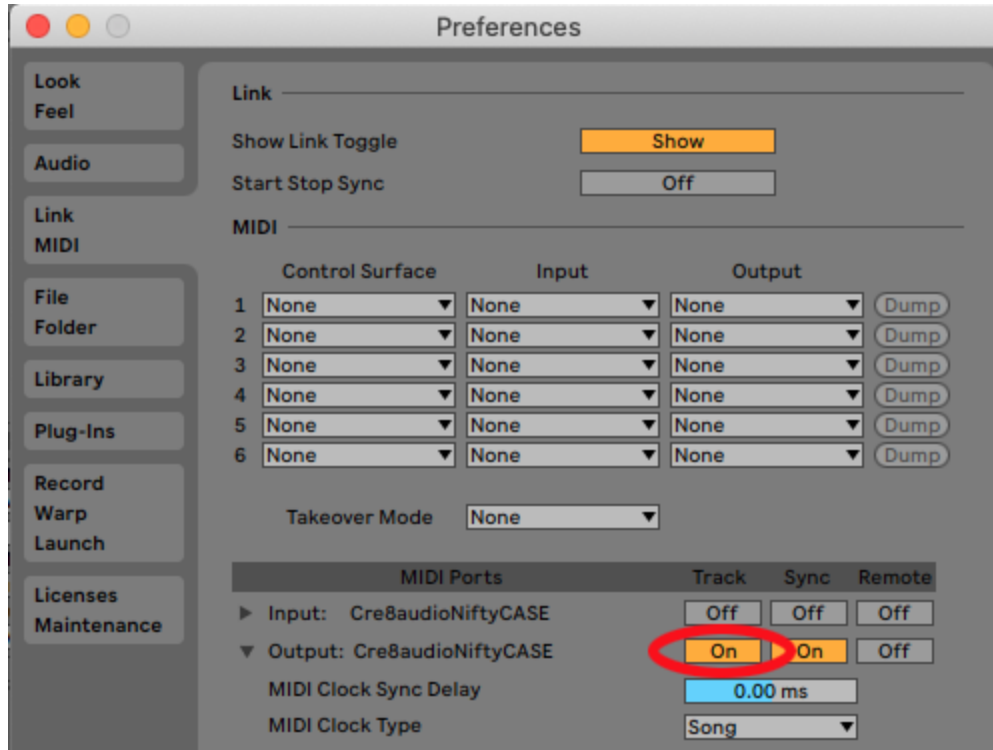 Preferences
Look
Feel
Audio
Link
MIDI
File
Folder
Library
Plug-Ins
Record
Warp
Launch
Licenses
Maintenance
Link
Show Link Toggle Show
Start Stop Sync Off
MIDI
Control Surface Input Output
1 None None None Dump
2 None None None Dump
3 None None None Dump
4 None None None Dump
5 None None None Dump
6 None None None Dump
Takeover Mode None
MIDI Ports Track Sync Remote
Input: Cre8audioNiftyCASE Off Off Off
Output: Cre8audioNiftyCASE On On Off
MIDI Clock Sync Delay 0.00 ms
MIDI Clock Type Song